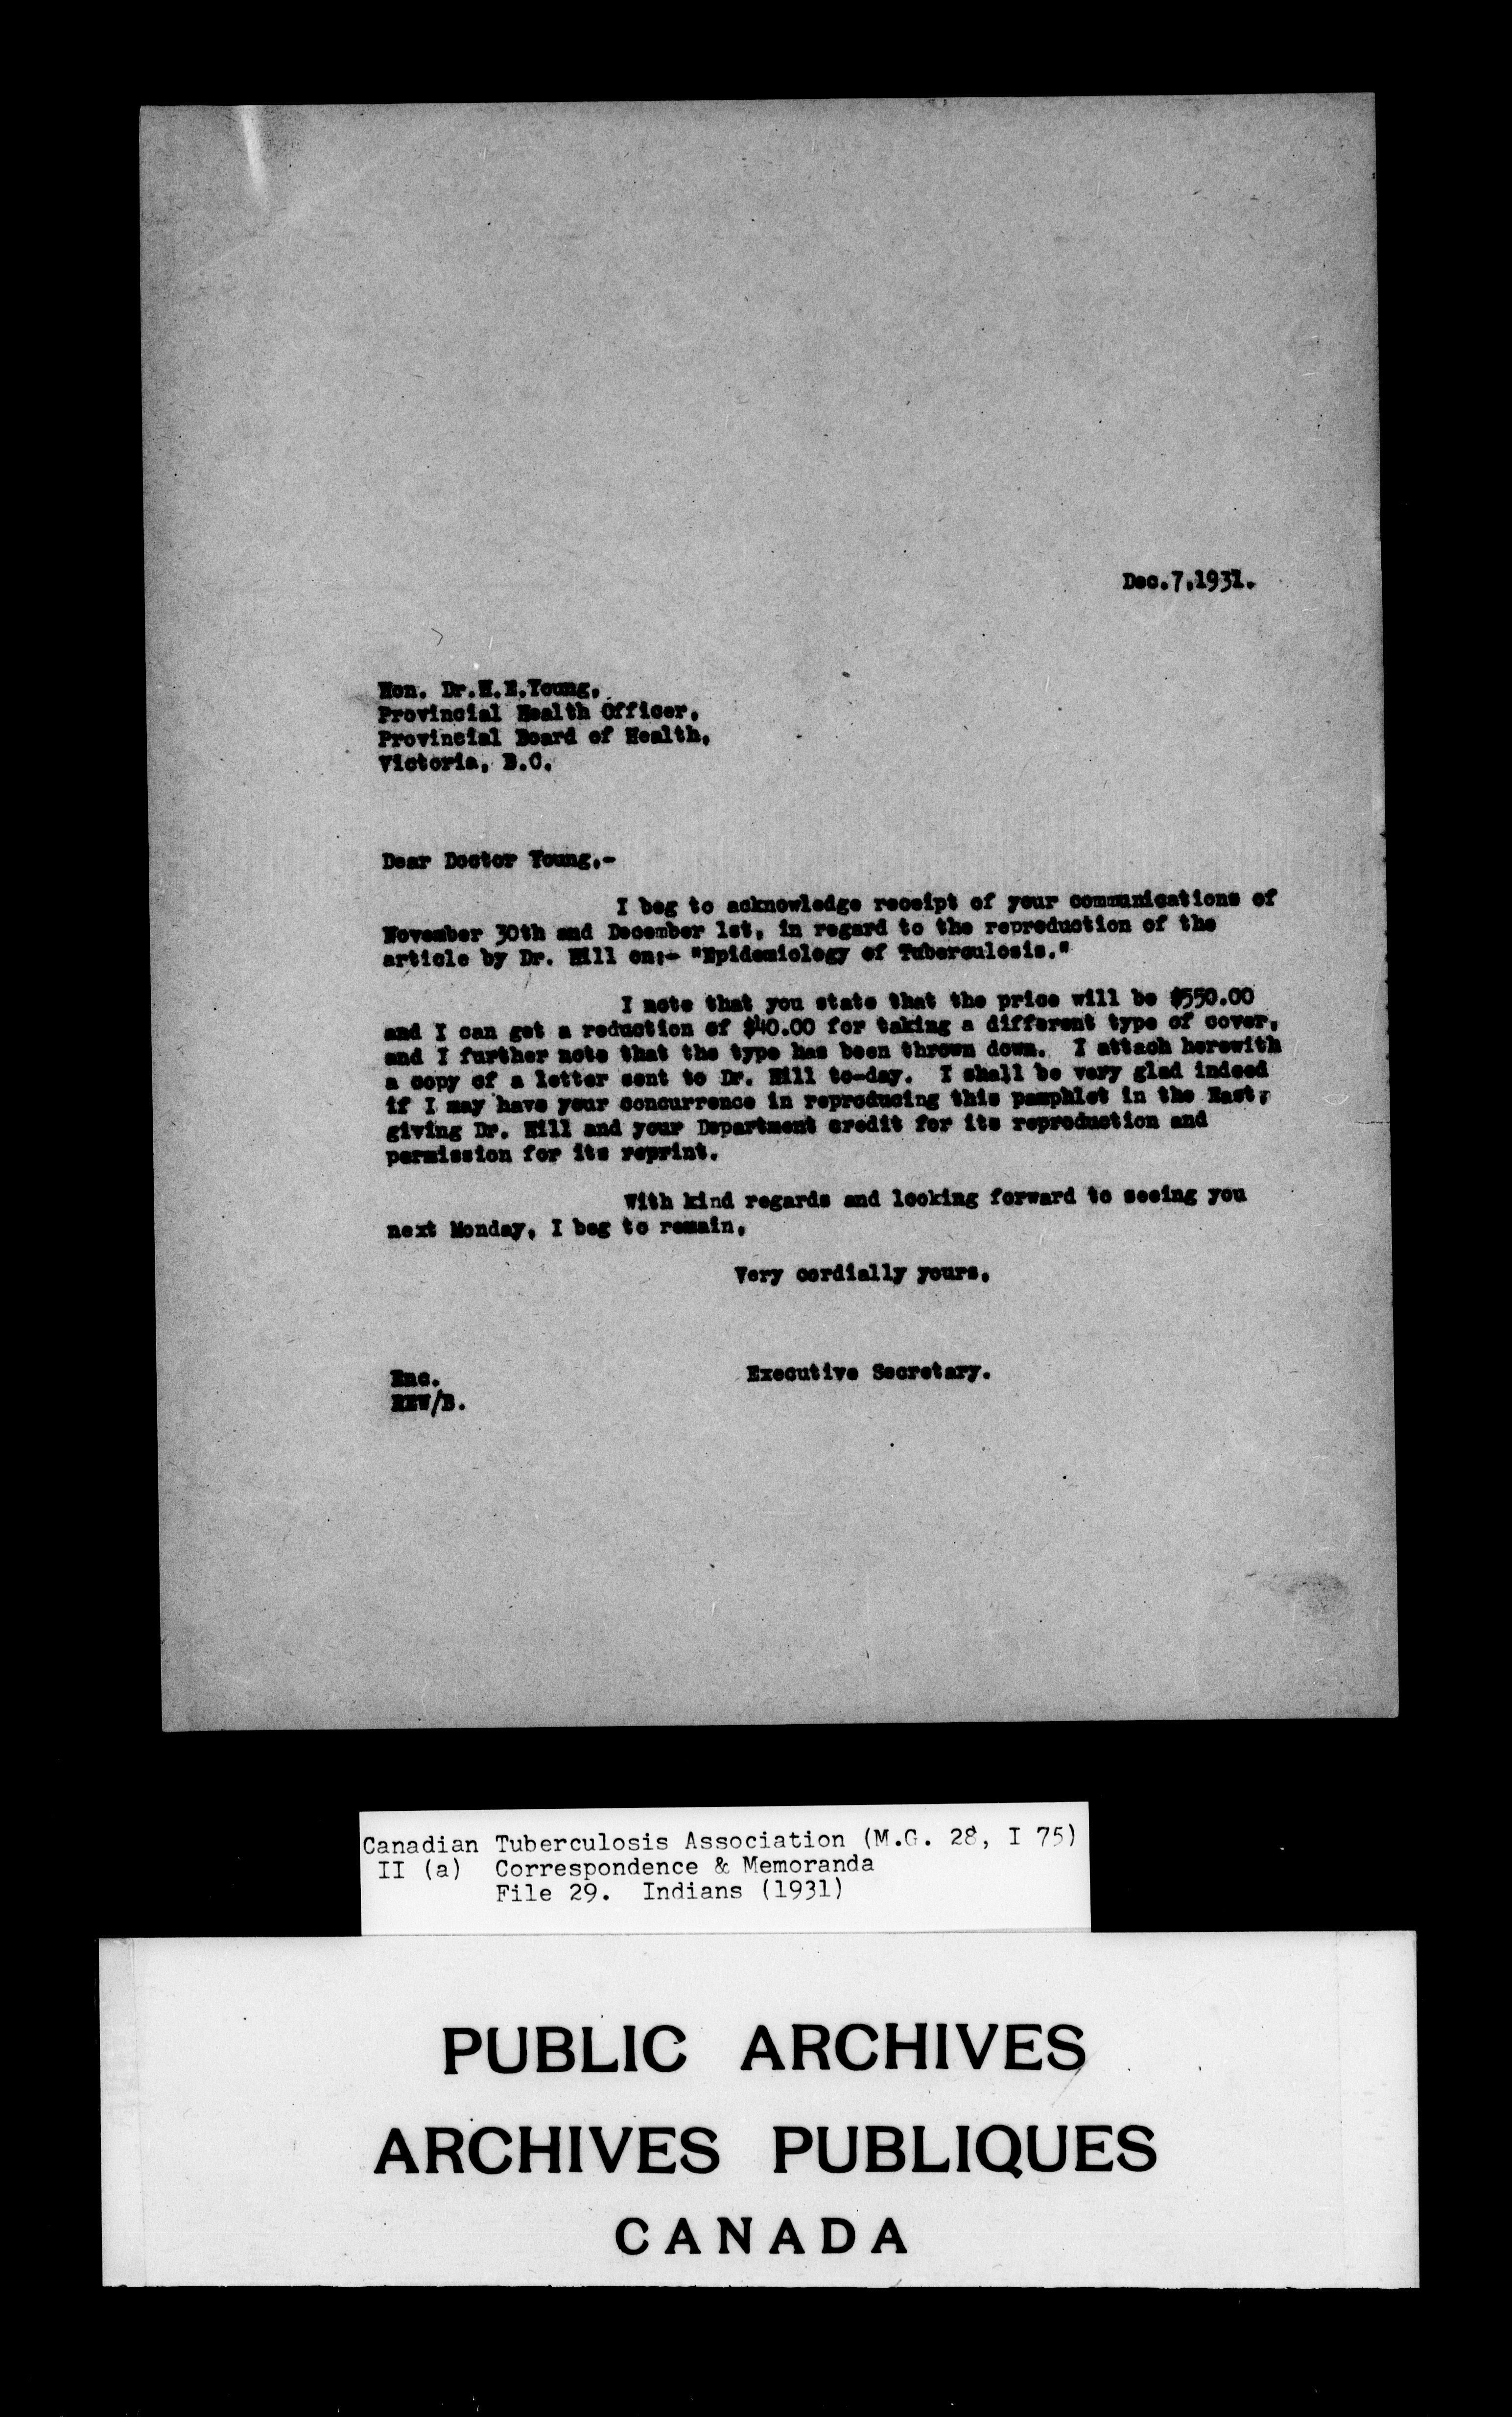 Dec.7,1931.
Hon. Dr.H.E.Young,
Provincial Health Officer,
Provincial Board of Health,
Victoria, B.C.
Dear Doctor Young,-
I beg to acknowledge receipt of your communications of
November 30th and December 1st, in regard to the reproduction of the
article by Dr. Hill on:- "Epidemiology of Tuberculosis."
I note that you state that the price will be $550.00
and I can get a reduction of $40.00 for taking a different type of cover,
and I further note that the type has been thrown down. I attach herewith
a copy of a letter sent to Dr. Hill to-day. I shall be very glad indeed
if I may have your concurrence in reproducing this pamphlet in the East,
giving Dr. Hill and your Department credit for its reproduction and
permission for its reprint.
With kind regards and looking forward to seeing you
next Monday, I beg to remain,
Very cordially yours,
Executive Secretary.
Enc.
REW/B.
Canadian Tuberculosis Association (M.G. 28, I 75)
II (a) Correspondence & Memoranda
File 29. Indians (1931)
PUBLIC ARCHIVES
ARCHIVES PUBLIQUES
CANADA